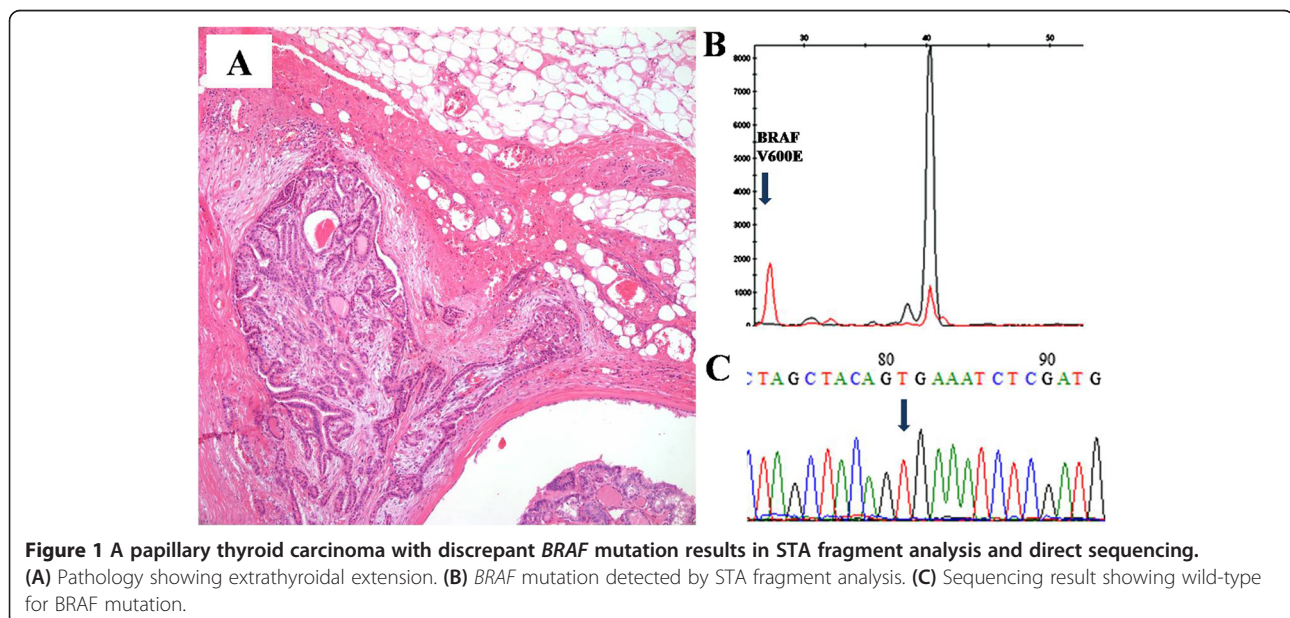 A
B
30 40 50
8000
7000
6000
5000
4000
3000
2000
1000
0
BRAF
V600E
C
80 90
CTAGCTACAGTGAAATCTCGATG
Figure 1 A papillary thyroid carcinoma with discrepant BRAF mutation results in STA fragment analysis and direct sequencing.
(A) Pathology showing extrathyroidal extension. (B) BRAF mutation detected by STA fragment analysis. (C) Sequencing result showing wild-type
for BRAF mutation.